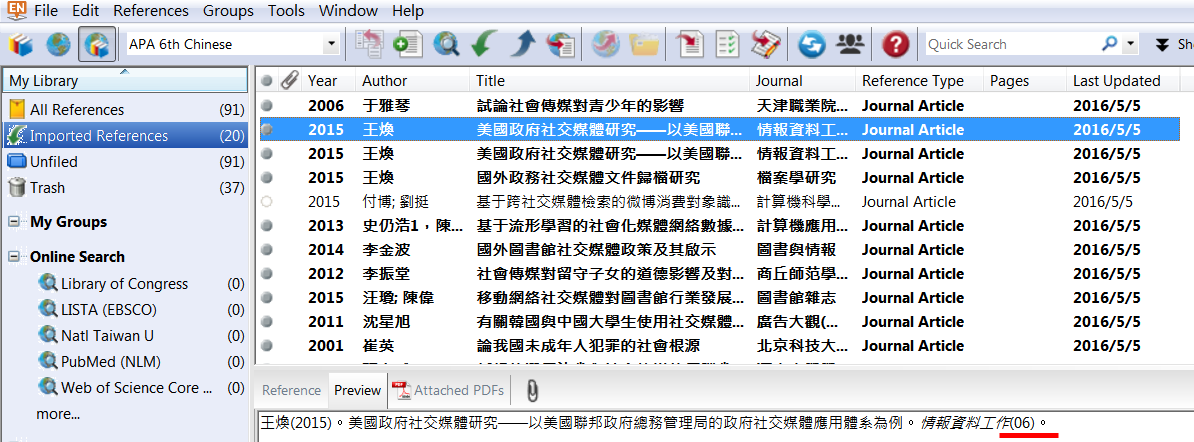 File Edit References Groups Tools Window Help
APA 6th Chinese Quick Search Sh
My Library
All References (91)
Imported References (20)
Unfiled (91)
Trash (37)
My Groups
Online Search
Library of Congress (0)
LISTA (EBSCO) (0)
Natl Taiwan U (0)
PubMed (NLM) (0)
Web of Science Core ... (0)
more...
Year Author Title Journal Reference Type Pages Last Updated
2006 于雅琴 試論社會傳媒對青少年的影響 天津職業院... Journal Article 2016/5/5
2015 王煥 美國政府社交媒體研究——以美國聯... 情報資料工... Journal Article 2016/5/5
2015 王煥 美國政府社交媒體研究——以美國聯... 情報資料工... Journal Article 2016/5/5
2015 王煥 國外政務社交媒體文件歸檔研究 檔案學研究 Journal Article 2016/5/5
2015 付博; 劉挺 基于跨社交媒體檢索的微博消費對象識... 計算機科學... Journal Article 2016/5/5
2013 史仍浩1，陳... 基于流形學習的社會化媒體網絡數據... 計算機應用... Journal Article 2016/5/5
2014 李金波 國外圖書館社交媒體政策及其啟示 圖書與情報 Journal Article 2016/5/5
2012 李振堂 社會傳媒對留守子女的道德影響及對... 商丘師范學... Journal Article 2016/5/5
2015 汪瓊; 陳偉 移動網絡社交媒體對圖書館行業發展... 圖書館雜志 Journal Article 2016/5/5
2011 沈星旭 有關韓國與中國大學生使用社交媒體... 廣告大觀(... Journal Article 2016/5/5
2001 崔英 論我國未成年人犯罪的社會根源 北京科技大... Journal Article 2016/5/5
Reference Preview Attached PDFs
王煥(2015)。美國政府社交媒體研究——以美國聯邦政府總務管理局的政府社交媒體應用體系為例。情報資料工作(06)。